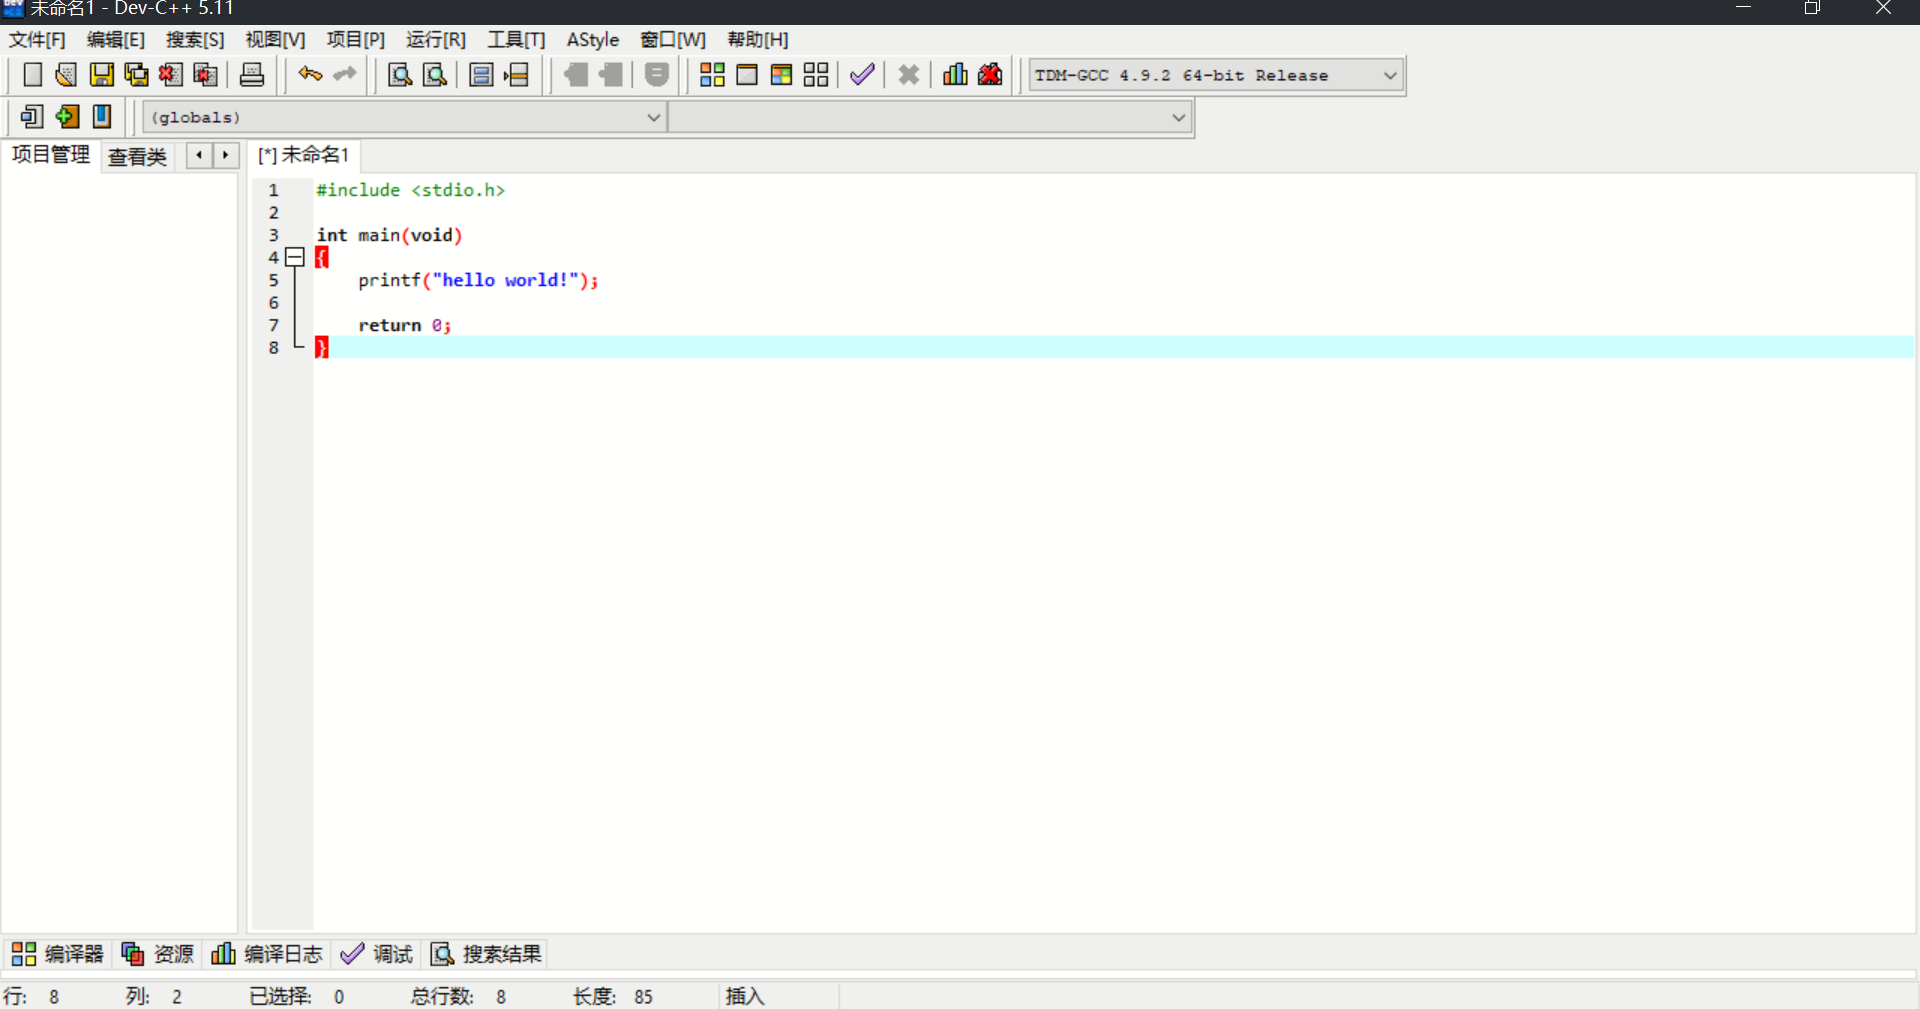 未命名1 - Dev-C++ 5.11
文件[F] 编辑[E] 搜索[S] 视图[V] 项目[P] 运行[R] 工具[T] AStyle 窗口[W] 帮助[H]
TDM-GCC 4.9.2 64-bit Release
(globals)
项目管理 查看类 [*] 未命名1
1 #include <stdio.h>
2
3 int main(void)
4 {
5 printf("hello world!");
6
7 return 0;
8 }
编译器 资源 编译日志 调试 搜索结果
行: 8 列: 2 已选择: 0 总行数: 8 长度: 85 插入